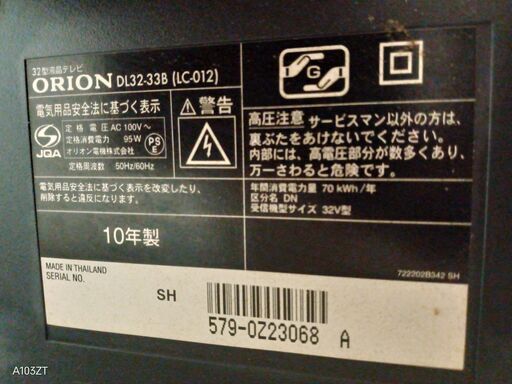 32型液晶テレビ
ORION DL32-33B (LC-012)
電気用品安全法に基づく表示
JQA
定格電圧 AC 100V～
定格消費電力 95W
オリオン電機株式会社
定格周波数 50Hz/60Hz
PS
E
電気用品安全法に基づく表示を改変したり、
削除すると違反になります。
警告
G
高圧注意 サービスマン以外の方は、
裏ぶたをあけないでください。
内部には、高電圧部分が数多くあり、
万一さわると危険です。
年間消費電力量 70 kWh/年
区分名 DN
受信機型サイズ 32V型
10年製
722202B342 SH
MADE IN THAILAND
SERIAL NO.
SH
579-0Z23068 A
A103ZT